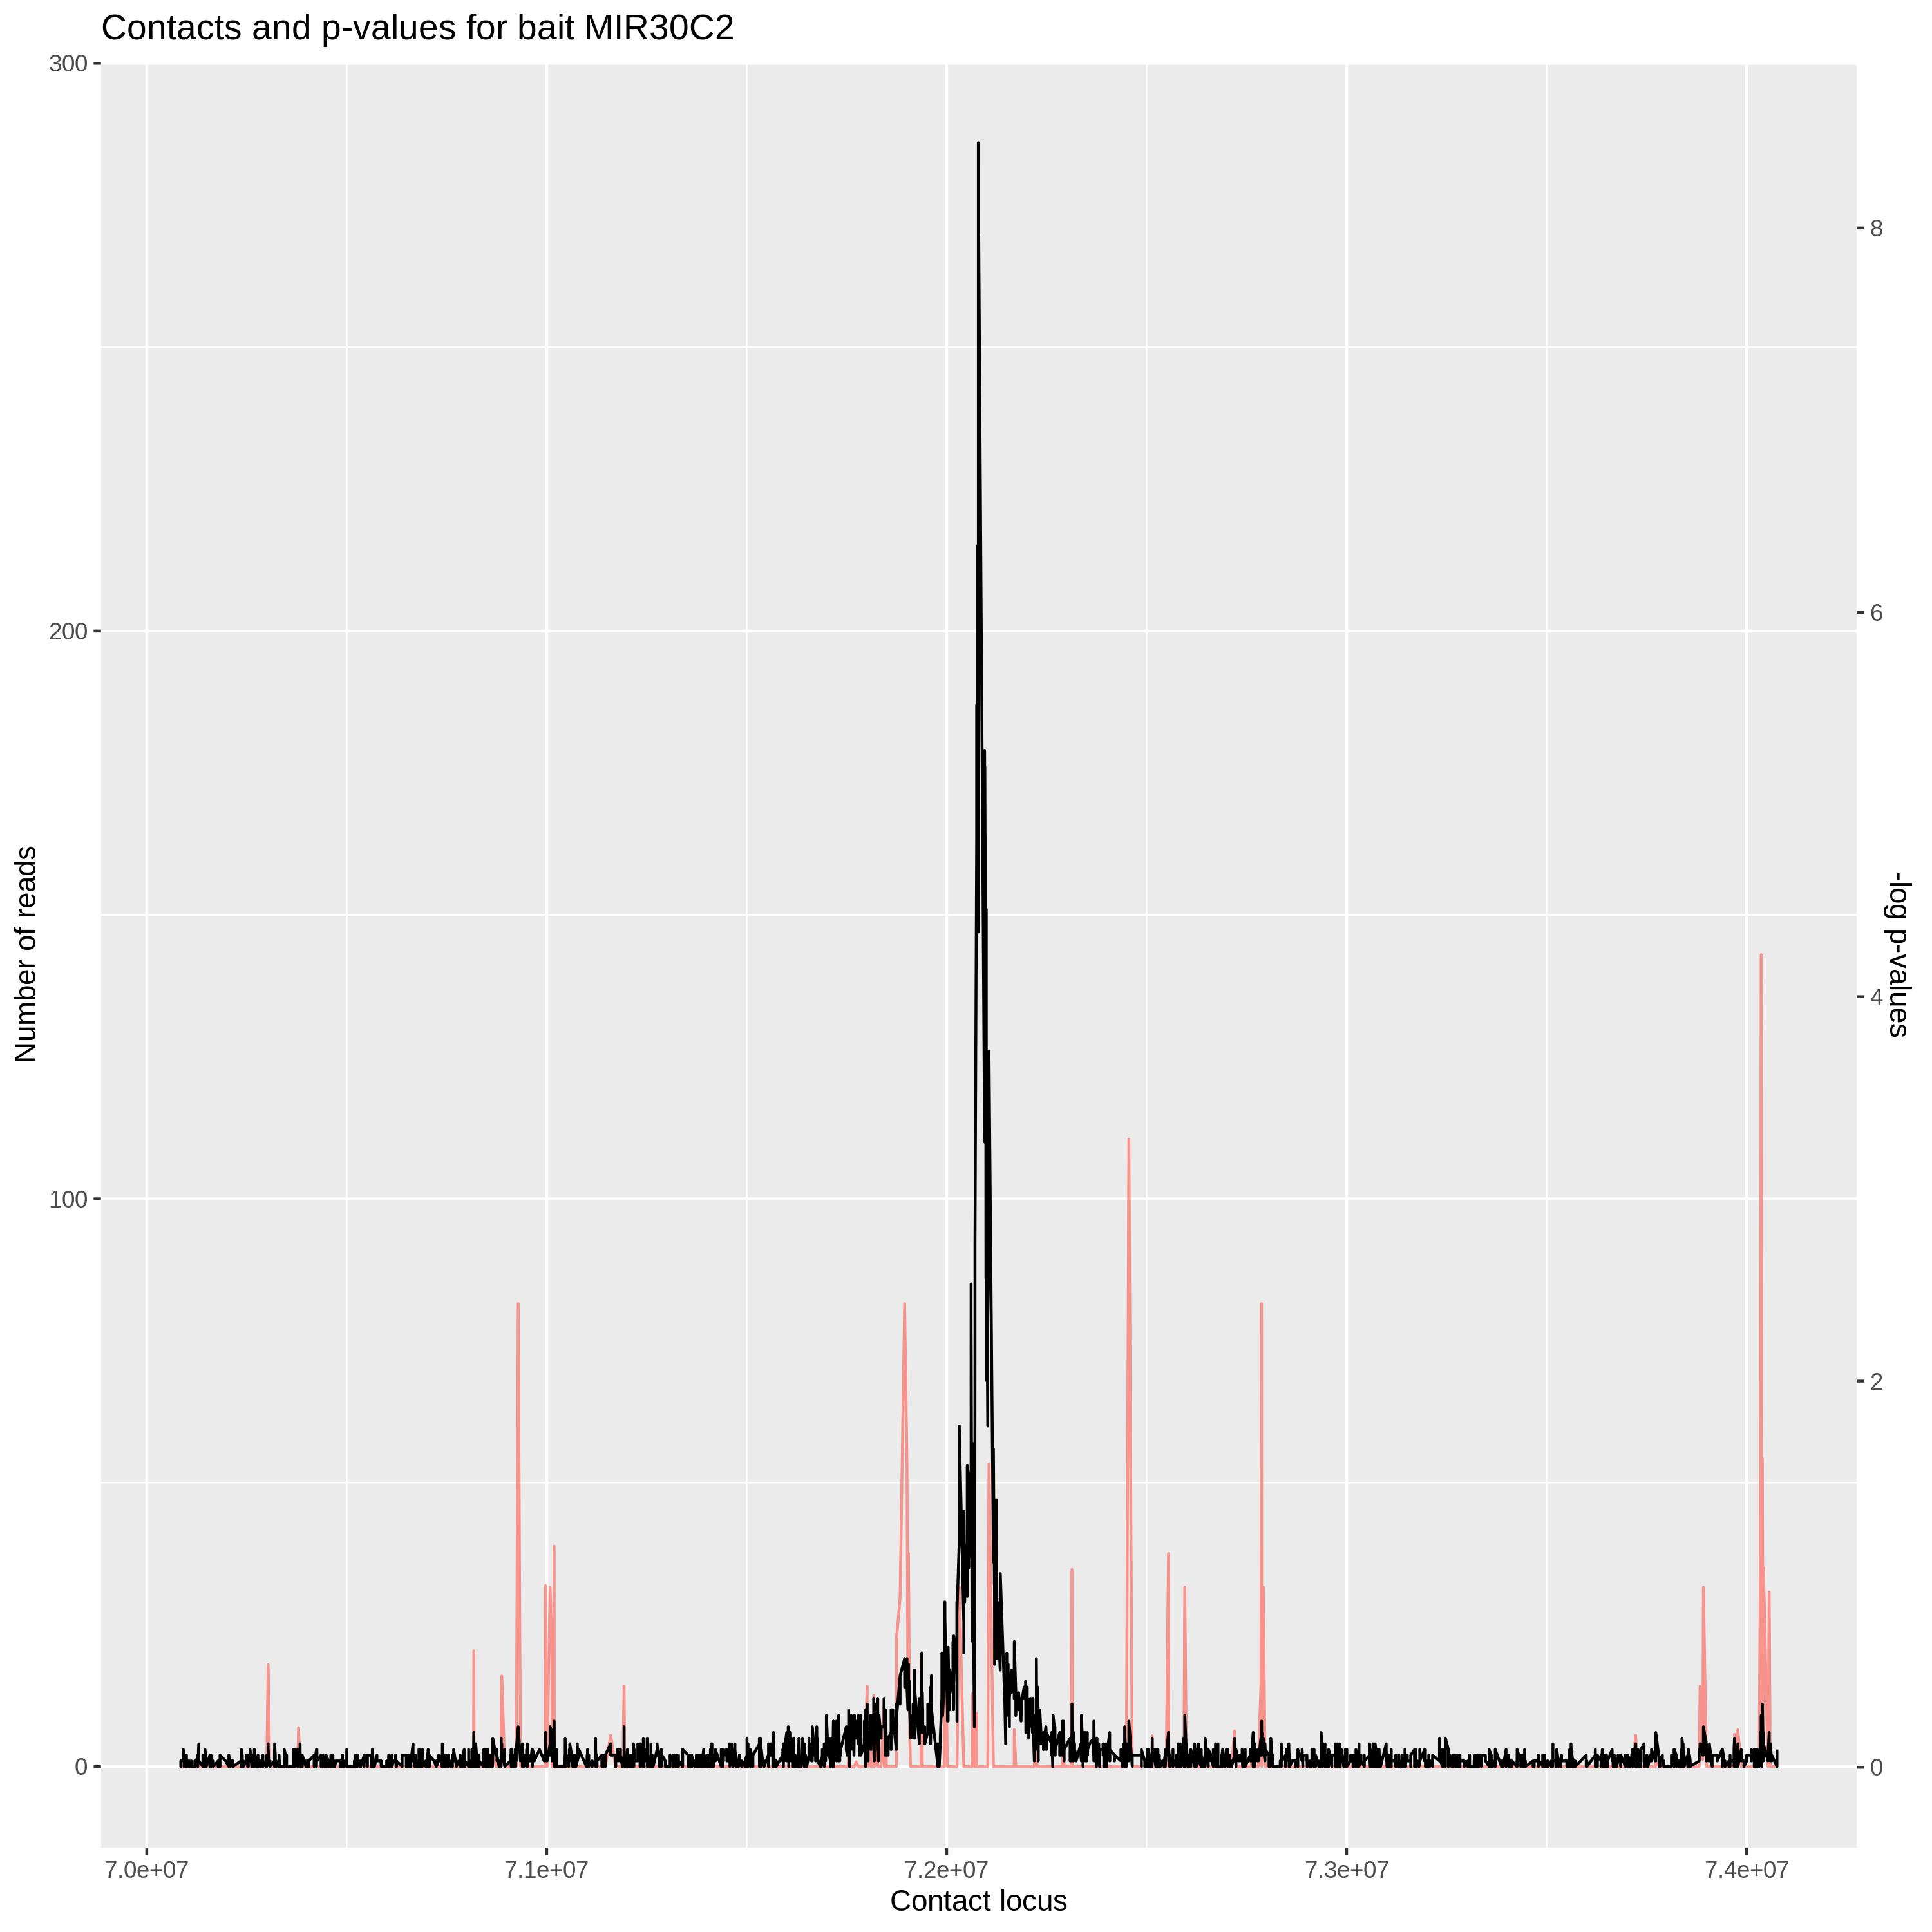 Contacts and p-values for bait MIR30C2
300
200
100
0
Number of reads
8
6
4
2
0
-log p-values
7.0e+07 7.1e+07 7.2e+07 7.3e+07 7.4e+07
Contact locus